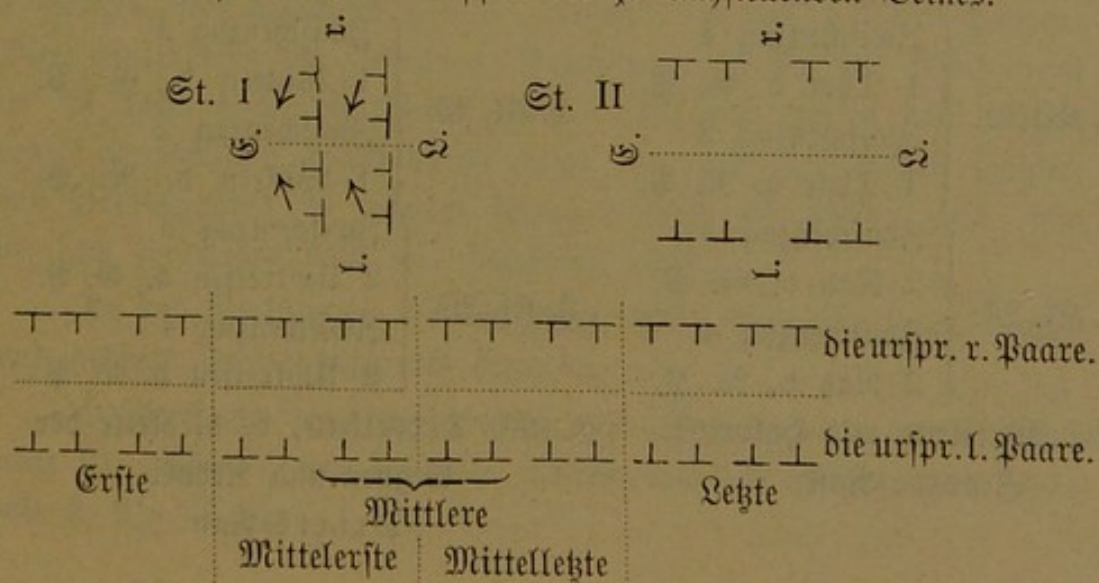 r. r.
St. I St. II
E. L. E. L.
l. l.
die urspr. r. Paare.
die urspr. l. Paare.
Erste Letzte
Mittlere
Mittelerste Mittelletzte